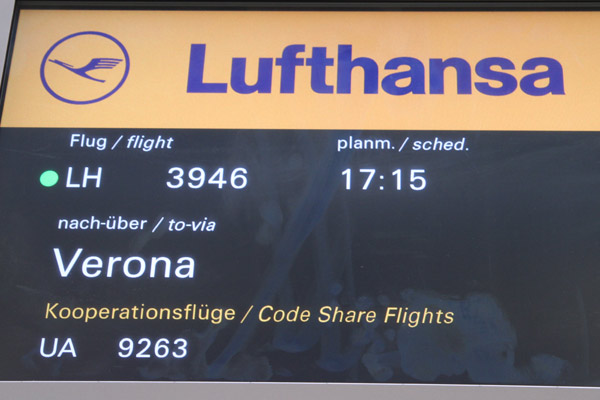 Lufthansa
Flug / flight planm. / sched.
LH 3946 17:15
nach-über / to-via
Verona
Kooperationsflüge / Code Share Flights
UA 9263